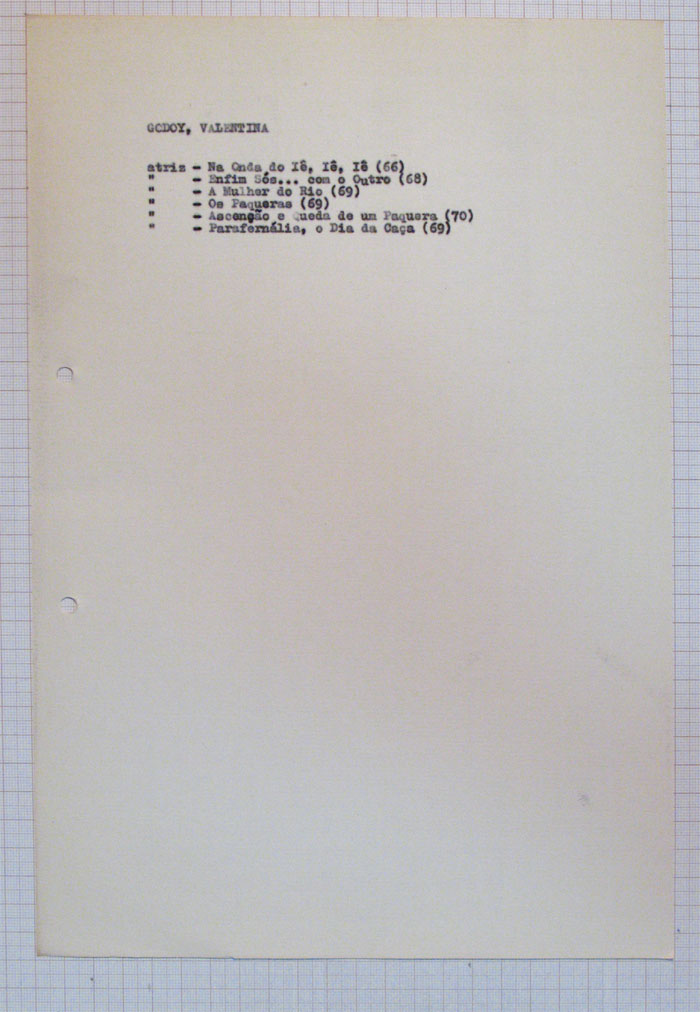 GODOY, VALENTINA
atriz - Na Onda do Iê, Iê, Iê (66)
" - Enfim Sós... com o Outro (68)
" - A Mulher do Rio (69)
" - Os Paqueras (69)
" - Ascenção e Queda de um Paquera (70)
" - Parafernália, o Dia da Caça (69)